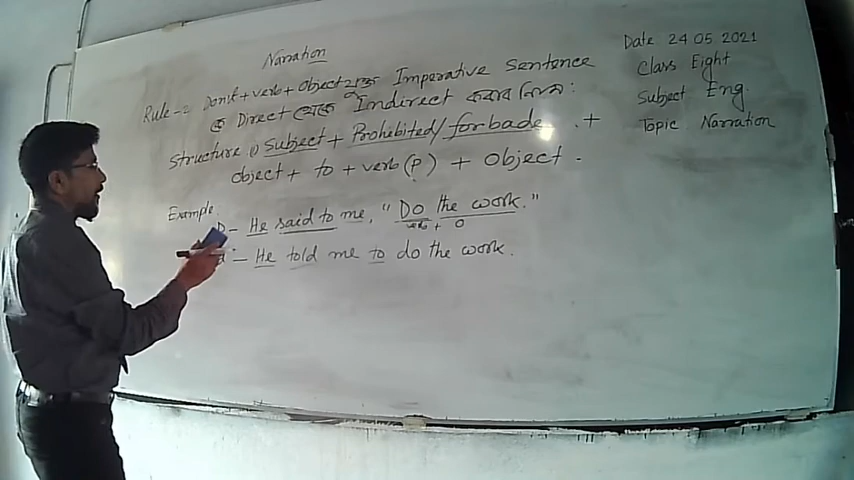 Narration
Date 24 05 2021
Class Eight
Subject Eng.
Topic Narration
Rule-2 Don't + verb + Object যুক্ত Imperative Sentence
কে Direct থেকে Indirect করার নিয়ম:
Structure (i) Subject + Prohibited/forbade +
object + to + verb (p) + Object.
Example:
D- He said to me, "Do the work."
verb + O
- He told me to do the work.